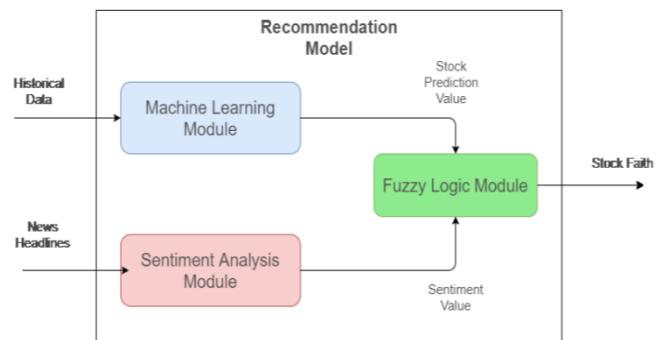 Recommendation
Model
Historical
Data
Machine Learning
Module
Stock
Prediction
Value
Fuzzy Logic Module
Stock Faith
News
Headlines
Sentiment Analysis
Module
Sentiment
Value